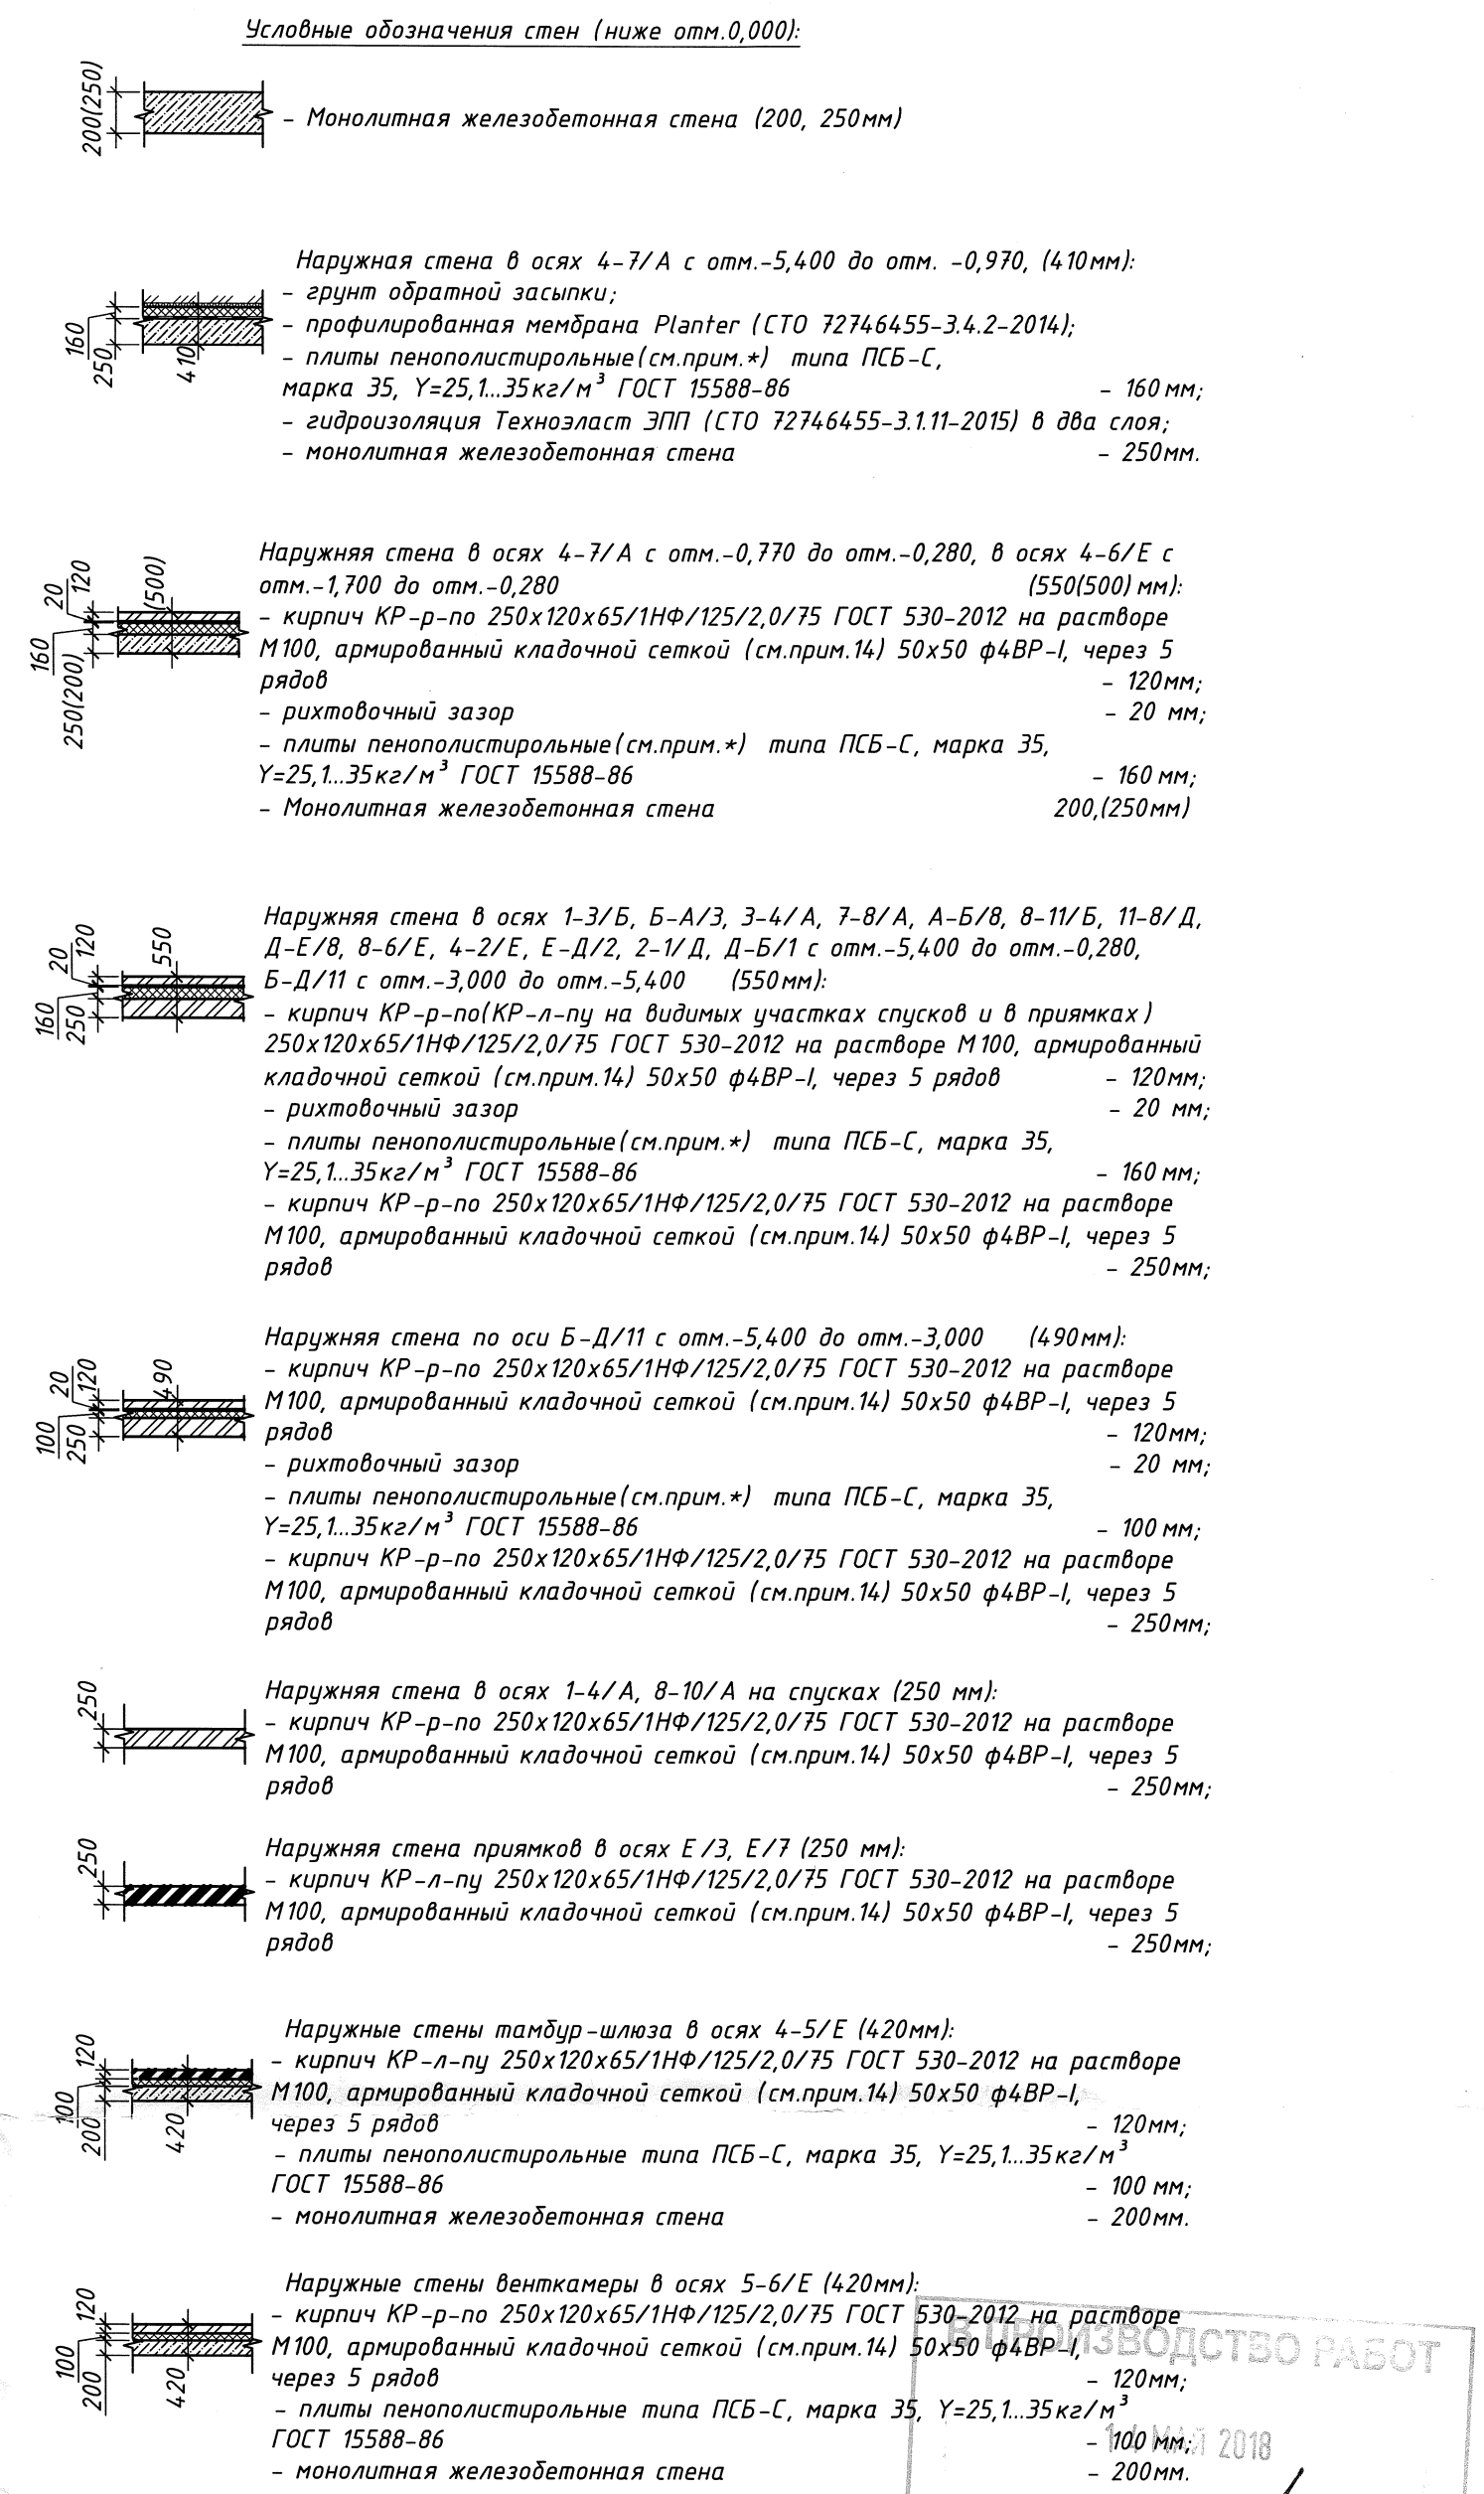 Условные обозначения стен (ниже отм.0,000):
200(250)
- Монолитная железобетонная стена (200, 250мм)
Наружная стена в осях 4-7/А с отм.-5,400 до отм. -0,970, (410мм):
- грунт обратной засыпки;
- профилированная мембрана Planter (СТО 72746455-3.4.2-2014);
- плиты пенополистирольные(см.прим.*) типа ПСБ-С,
марка 35, Y=25,1...35кг/м³ ГОСТ 15588-86 - 160мм;
- гидроизоляция Техноэласт ЭПП (СТО 72746455-3.1.11-2015) в два слоя;
- монолитная железобетонная стена - 250мм.
160
250
410
Наружняя стена в осях 4-7/А с отм.-0,770 до отм.-0,280, в осях 4-6/Е с
отм.-1,700 до отм.-0,280 (550(500)мм):
- кирпич КР-р-по 250х120х65/1НФ/125/2,0/75 ГОСТ 530-2012 на растворе
М100, армированный кладочной сеткой (см.прим.14) 50х50 ф4ВР-I, через 5
рядов - 120мм;
- рихтовочный зазор - 20 мм;
- плиты пенополистирольные(см.прим.*) типа ПСБ-С, марка 35,
Y=25,1...35кг/м³ ГОСТ 15588-86 - 160мм;
- Монолитная железобетонная стена 200,(250мм)
20
120
(500)
160
250(200)
Наружняя стена в осях 1-3/Б, Б-А/3, 3-4/А, 7-8/А, А-Б/8, 8-11/Б, 11-8/Д,
Д-Е/8, 8-6/Е, 4-2/Е, Е-Д/2, 2-1/Д, Д-Б/1 с отм.-5,400 до отм.-0,280,
Б-Д/11 с отм.-3,000 до отм.-5,400 (550мм):
- кирпич КР-р-по(КР-л-пу на видимых участках спусков и в приямках)
250х120х65/1НФ/125/2,0/75 ГОСТ 530-2012 на растворе М100, армированный
кладочной сеткой (см.прим.14) 50х50 ф4ВР-I, через 5 рядов - 120мм;
- рихтовочный зазор - 20 мм;
- плиты пенополистирольные(см.прим.*) типа ПСБ-С, марка 35,
Y=25,1...35кг/м³ ГОСТ 15588-86 - 160мм;
- кирпич КР-р-по 250х120х65/1НФ/125/2,0/75 ГОСТ 530-2012 на растворе
М100, армированный кладочной сеткой (см.прим.14) 50х50 ф4ВР-I, через 5
рядов - 250мм;
20
120
550
160
250
Наружняя стена по оси Б-Д/11 с отм.-5,400 до отм.-3,000 (490мм):
- кирпич КР-р-по 250х120х65/1НФ/125/2,0/75 ГОСТ 530-2012 на растворе
М100, армированный кладочной сеткой (см.прим.14) 50х50 ф4ВР-I, через 5
рядов - 120мм;
- рихтовочный зазор - 20 мм;
- плиты пенополистирольные(см.прим.*) типа ПСБ-С, марка 35,
Y=25,1...35кг/м³ ГОСТ 15588-86 - 100мм;
- кирпич КР-р-по 250х120х65/1НФ/125/2,0/75 ГОСТ 530-2012 на растворе
М100, армированный кладочной сеткой (см.прим.14) 50х50 ф4ВР-I, через 5
рядов - 250мм;
20
120
490
100
250
Наружняя стена в осях 1-4/А, 8-10/А на спусках (250 мм):
- кирпич КР-р-по 250х120х65/1НФ/125/2,0/75 ГОСТ 530-2012 на растворе
М100, армированный кладочной сеткой (см.прим.14) 50х50 ф4ВР-I, через 5
рядов - 250мм;
250
Наружняя стена приямков в осях Е/3, Е/7 (250 мм):
- кирпич КР-л-пу 250х120х65/1НФ/125/2,0/75 ГОСТ 530-2012 на растворе
М100, армированный кладочной сеткой (см.прим.14) 50х50 ф4ВР-I, через 5
рядов - 250мм;
250
Наружные стены тамбур-шлюза в осях 4-5/Е (420мм):
- кирпич КР-л-пу 250х120х65/1НФ/125/2,0/75 ГОСТ 530-2012 на растворе
М100, армированный кладочной сеткой (см.прим.14) 50х50 ф4ВР-I,
через 5 рядов - 120мм;
- плиты пенополистирольные типа ПСБ-С, марка 35, Y=25,1...35кг/м³
ГОСТ 15588-86 - 100мм;
- монолитная железобетонная стена - 200мм.
120
100
200
420
Наружные стены венткамеры в осях 5-6/Е (420мм):
- кирпич КР-р-по 250х120х65/1НФ/125/2,0/75 ГОСТ 530-2012 на растворе
М100, армированный кладочной сеткой (см.прим.14) 50х50 ф4ВР-I,
через 5 рядов - 120мм;
- плиты пенополистирольные типа ПСБ-С, марка 35, Y=25,1...35кг/м³
ГОСТ 15588-86 - 100мм;
- монолитная железобетонная стена - 200мм.
120
100
200
420
В ПРОИЗВОДСТВО РАБОТ
МАЙ 2018